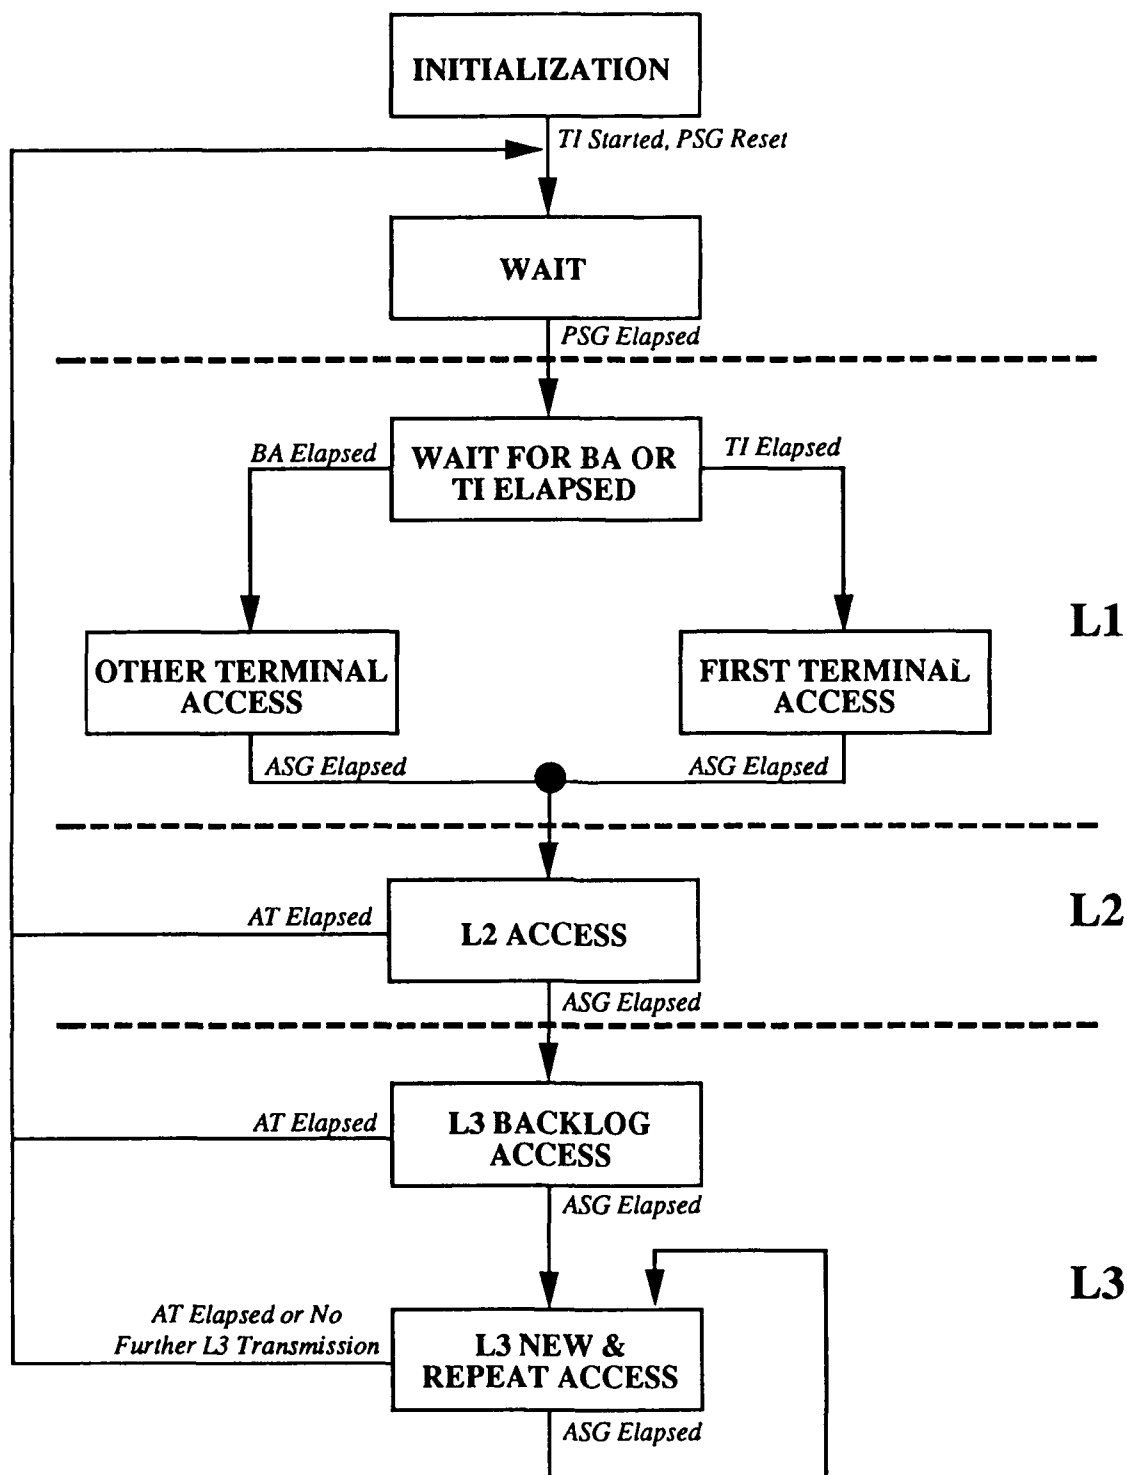 INITIALIZATION
TI Started, PSG Reset
WAIT
PSG Elapsed
BA Elapsed
WAIT FOR BA OR
TI ELAPSED
TI Elapsed
L1
OTHER TERMINAL
ACCESS
FIRST TERMINAL
ACCESS
ASG Elapsed
ASG Elapsed
L2
AT Elapsed
L2 ACCESS
ASG Elapsed
AT Elapsed
L3 BACKLOG
ACCESS
ASG Elapsed
L3
AT Elapsed or No
Further L3 Transmission
L3 NEW &
REPEAT ACCESS
ASG Elapsed